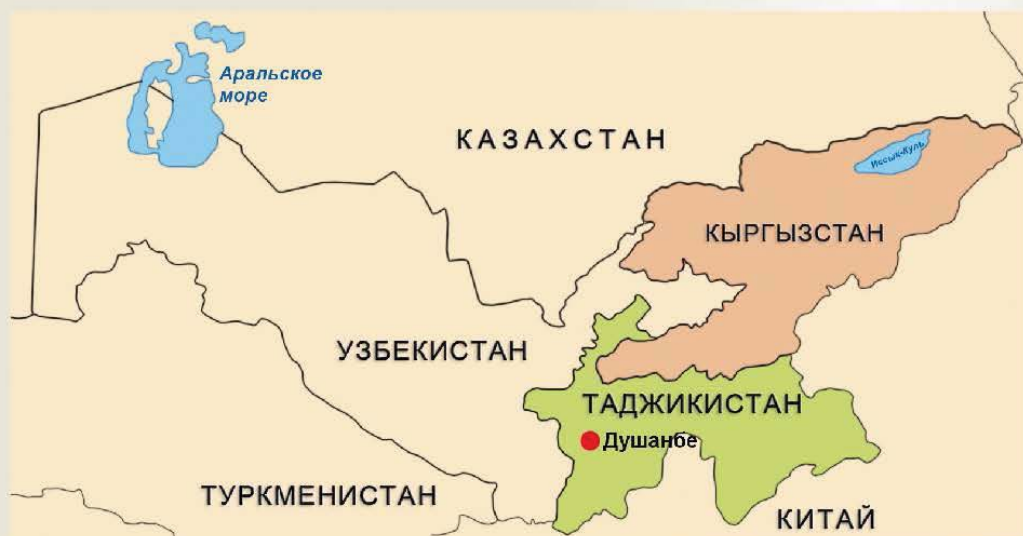 Аральское
море
КАЗАХСТАН
Иссык-Куль
КЫРГЫЗСТАН
УЗБЕКИСТАН
ТАДЖИКИСТАН
Душанбе
ТУРКМЕНИСТАН
КИТАЙ